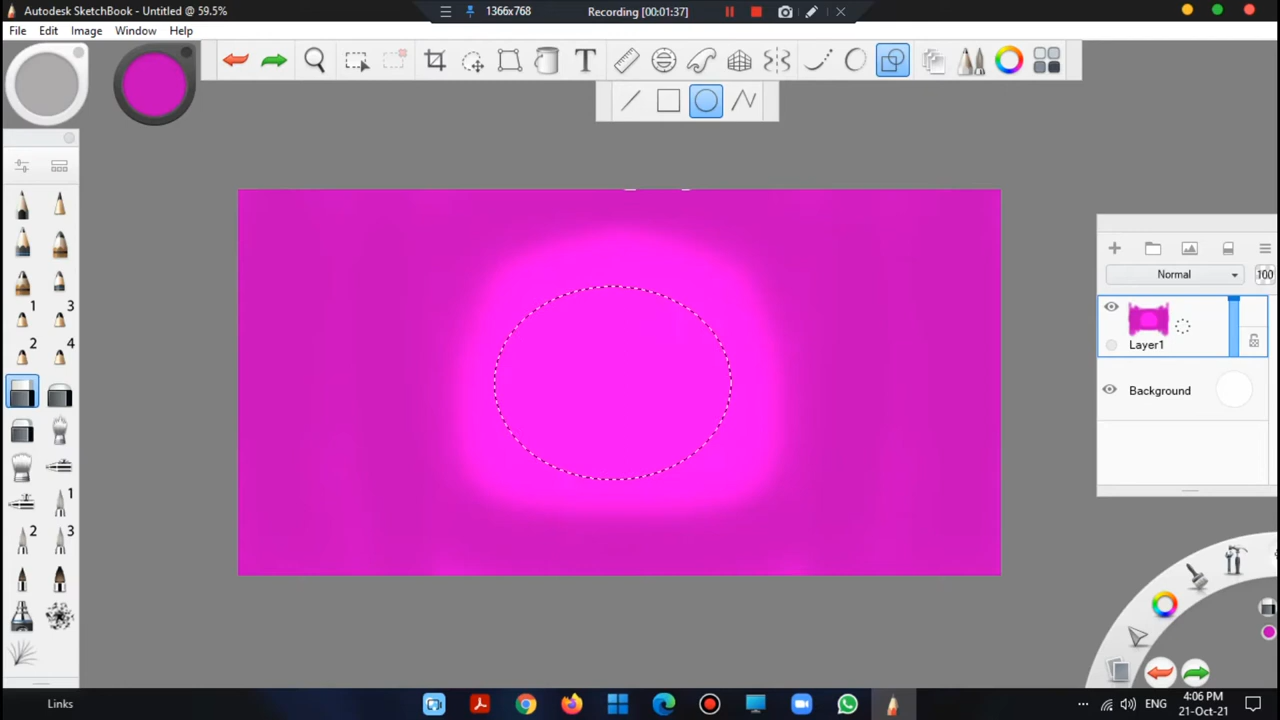 Autodesk SketchBook - Untitled @ 59.5%
1366x768
Recording [00:01:37]
File Edit Image Window Help
T
Normal
100
1
3
2
4
Layer1
Background
1
2
3
Links
ENG
4:06 PM
21-Oct-21